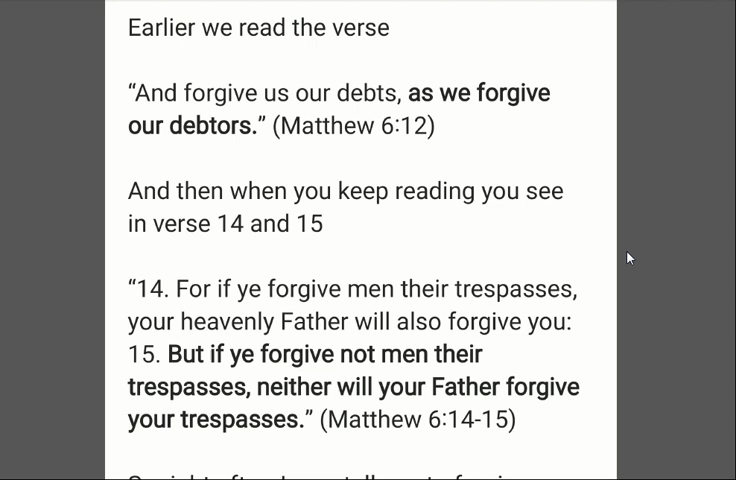 Earlier we read the verse
“And forgive us our debts, as we forgive
our debtors.” (Matthew 6:12)
And then when you keep reading you see
in verse 14 and 15
“14. For if ye forgive men their trespasses,
your heavenly Father will also forgive you:
15. But if ye forgive not men their
trespasses, neither will your Father forgive
your trespasses.” (Matthew 6:14-15)